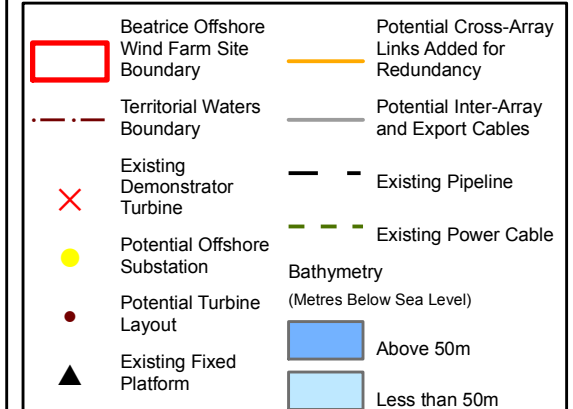 Beatrice Offshore
Wind Farm Site
Boundary
Territorial Waters
Boundary
Existing
Demonstrator
Turbine
Potential Offshore
Substation
Potential Turbine
Layout
Existing Fixed
Platform
Potential Cross-Array
Links Added for
Redundancy
Potential Inter-Array
and Export Cables
Existing Pipeline
Existing Power Cable
Bathymetry
(Metres Below Sea Level)
Above 50m
Less than 50m